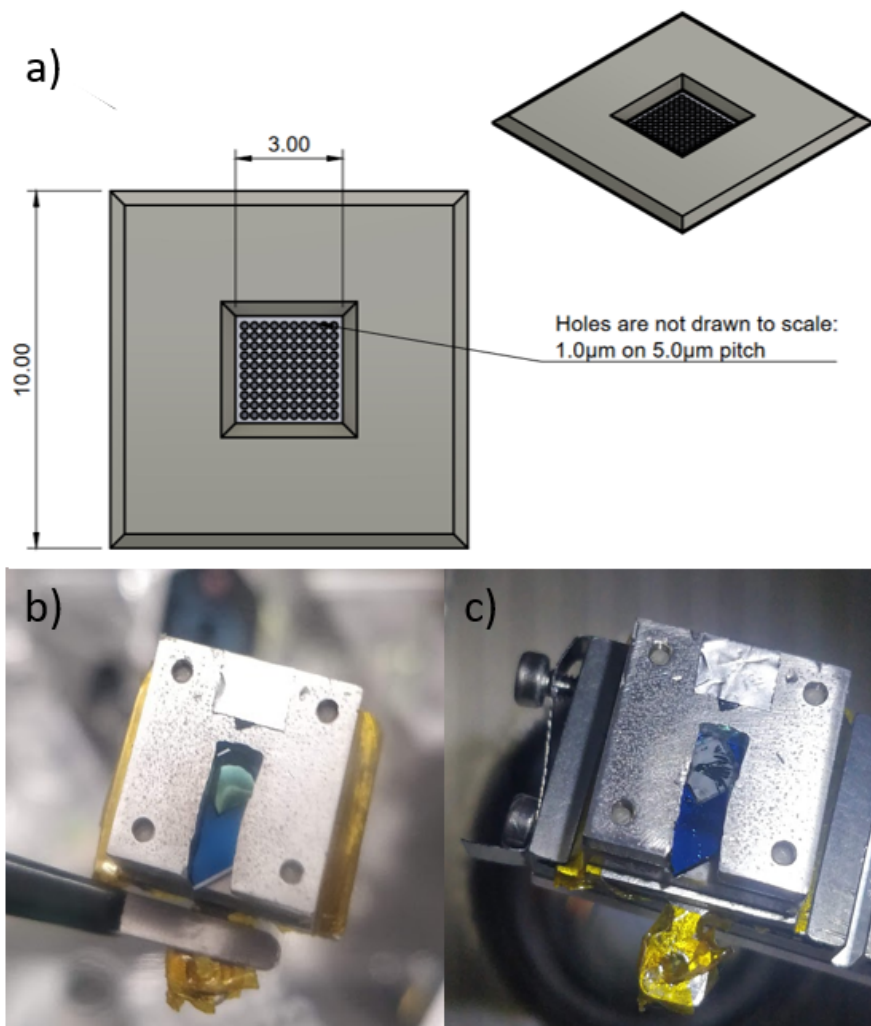 a)
3.00
10.00
Holes are not drawn to scale:
1.0µm on 5.0µm pitch
b)
c)